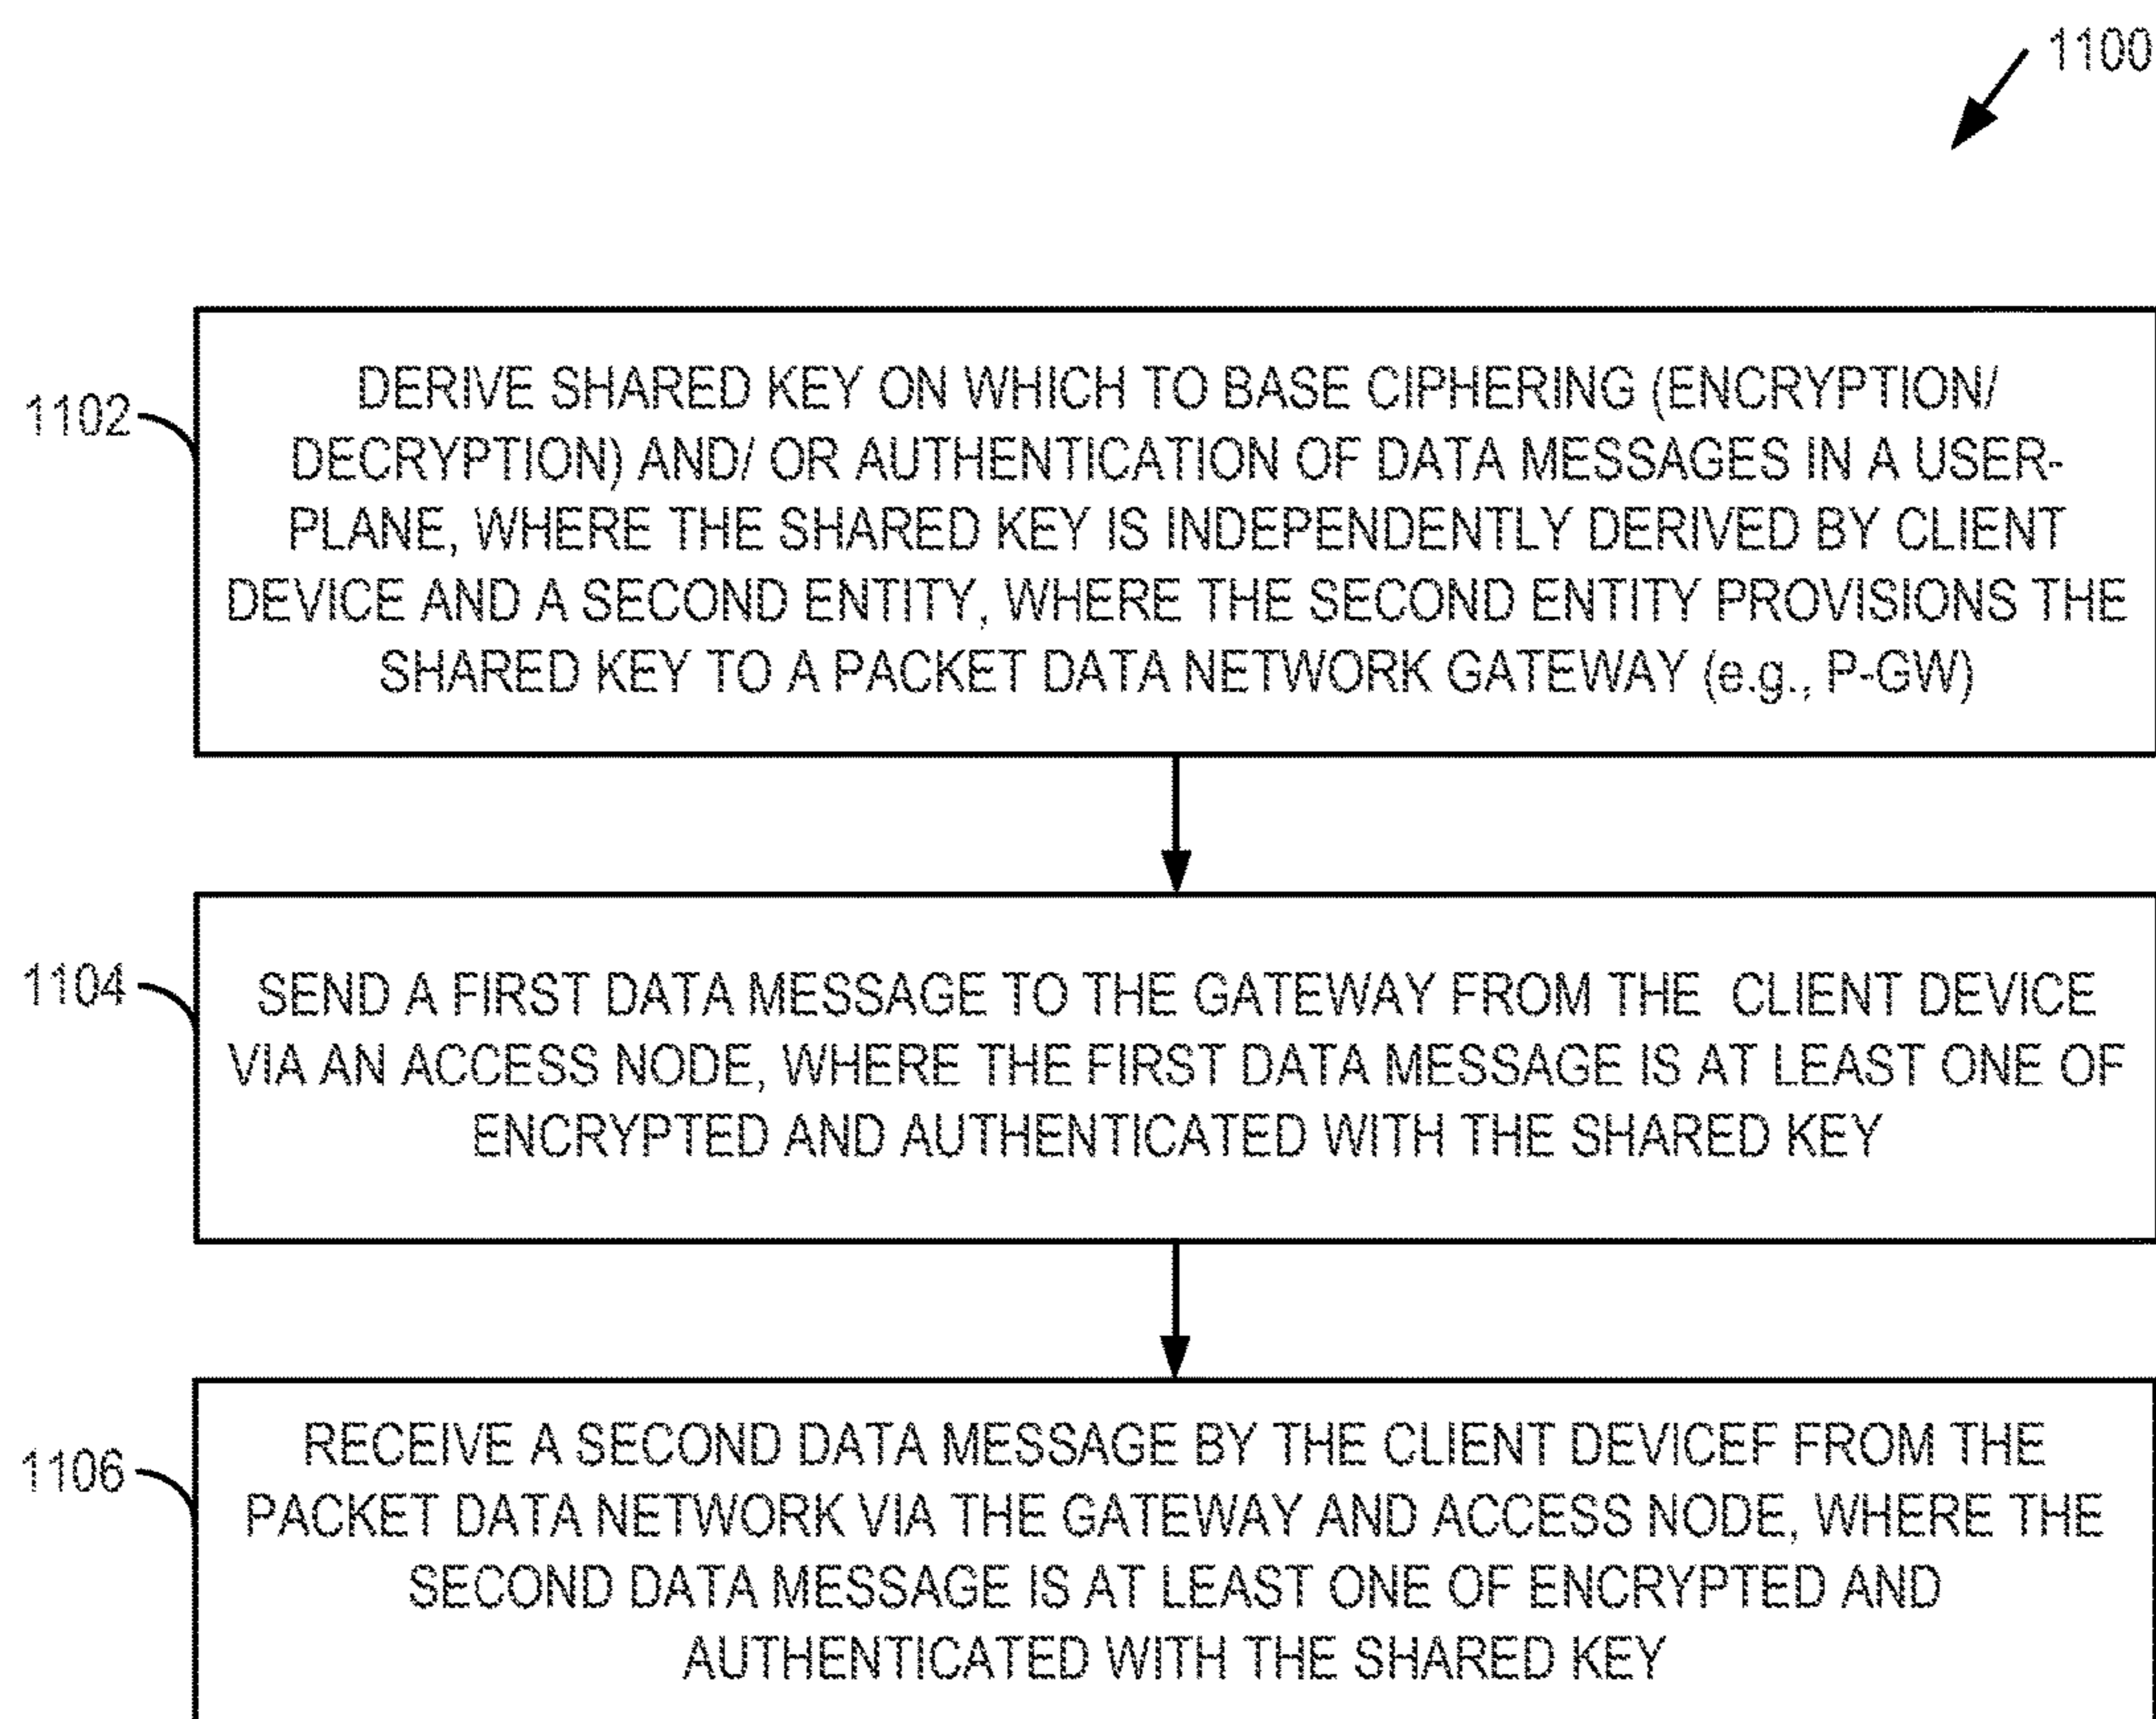 1100
1102
DERIVE SHARED KEY ON WHICH TO BASE CIPHERING (ENCRYPTION/
DECRYPTION) AND/ OR AUTHENTICATION OF DATA MESSAGES IN A USER-
PLANE, WHERE THE SHARED KEY IS INDEPENDENTLY DERIVED BY CLIENT
DEVICE AND A SECOND ENTITY, WHERE THE SECOND ENTITY PROVISIONS THE
SHARED KEY TO A PACKET DATA NETWORK GATEWAY (e.g., P-GW)
1104
SEND A FIRST DATA MESSAGE TO THE GATEWAY FROM THE CLIENT DEVICE
VIA AN ACCESS NODE, WHERE THE FIRST DATA MESSAGE IS AT LEAST ONE OF
ENCRYPTED AND AUTHENTICATED WITH THE SHARED KEY
1106
RECEIVE A SECOND DATA MESSAGE BY THE CLIENT DEVICEF FROM THE
PACKET DATA NETWORK VIA THE GATEWAY AND ACCESS NODE, WHERE THE
SECOND DATA MESSAGE IS AT LEAST ONE OF ENCRYPTED AND
AUTHENTICATED WITH THE SHARED KEY